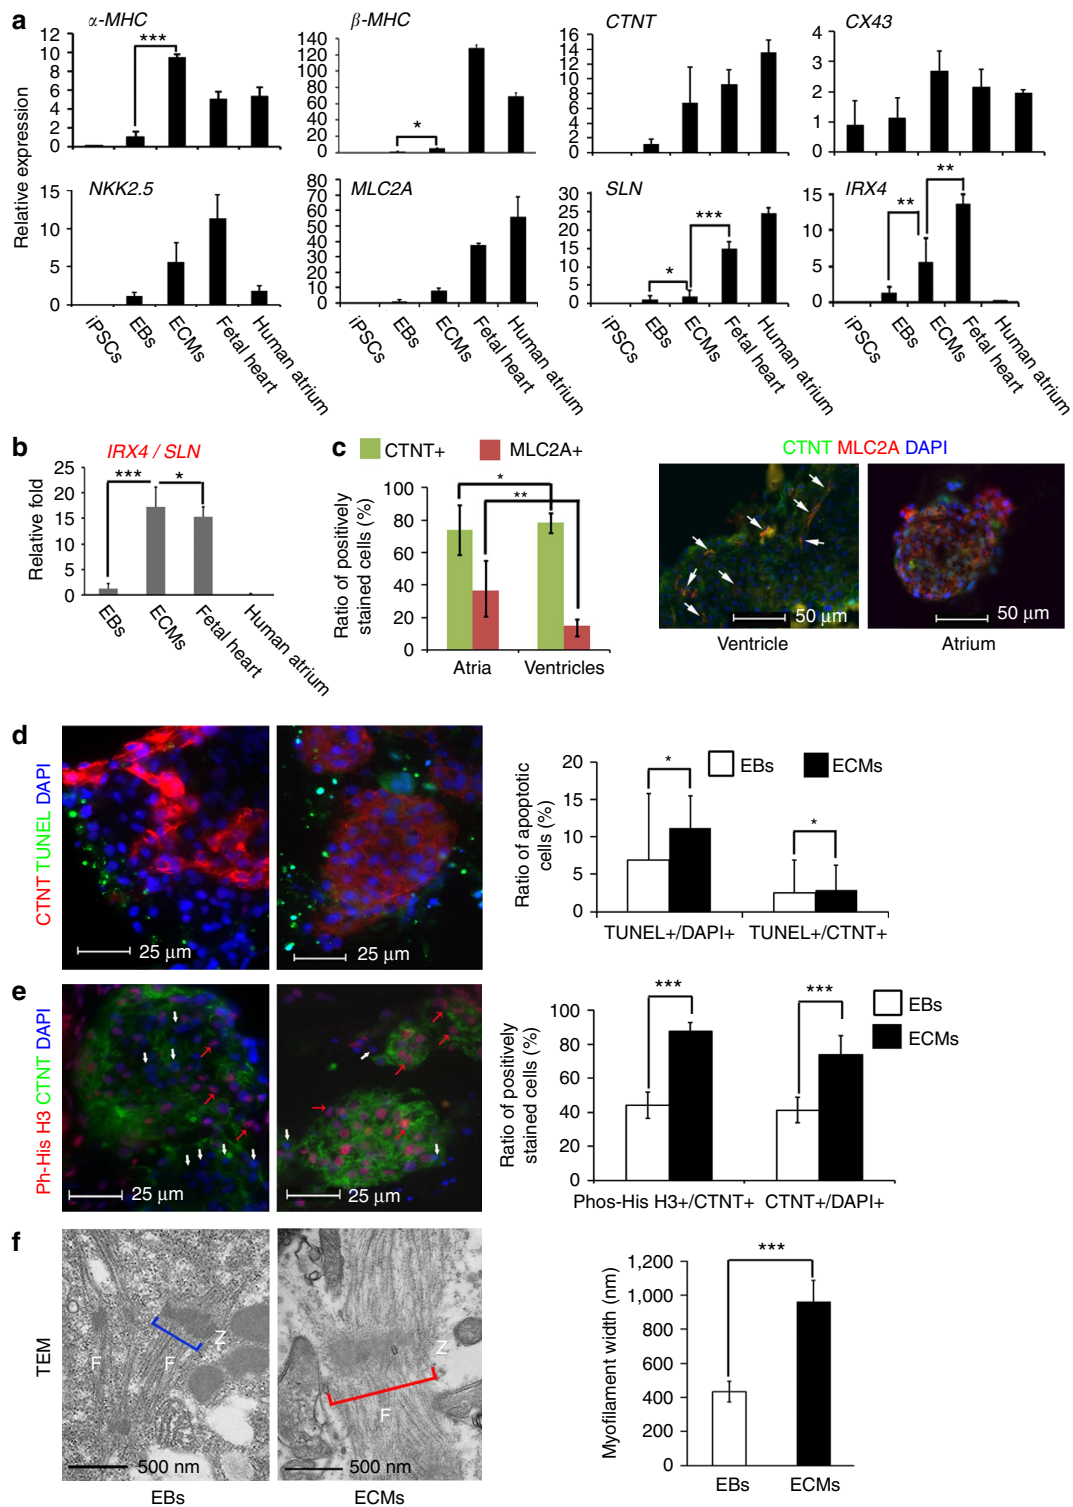 a
α-MHC
β-MHC
CTNT
CX43
Relative expression
12
10
8
6
4
2
0
***
140
120
100
80
60
40
20
0
*
16
14
12
10
8
6
4
2
0
4
3
2
1
0
NKK2.5
MLC2A
SLN
IRX4
15
10
5
0
80
70
60
50
40
30
20
10
0
30
25
20
15
10
5
0
*
***
15
10
5
0
**
**
iPSCs
EBs
ECMs
Fetal heart
Human atrium
iPSCs
EBs
ECMs
Fetal heart
Human atrium
iPSCs
EBs
ECMs
Fetal heart
Human atrium
iPSCs
EBs
ECMs
Fetal heart
Human atrium
b
IRX4 / SLN
Relative fold
25
20
15
10
5
0
***
*
EBs
ECMs
Fetal heart
Human atrium
c
CTNT+
MLC2A+
Ratio of positively
stained cells (%)
100
80
60
40
20
0
*
**
Atria
Ventricles
CTNT MLC2A DAPI
50 µm
50 µm
Ventricle
Atrium
d
CTNT TUNEL DAPI
25 µm
25 µm
Ratio of apoptotic
cells (%)
20
15
10
5
0
*
*
EBs
ECMs
TUNEL+/DAPI+
TUNEL+/CTNT+
e
Ph-His H3 CTNT DAPI
25 µm
25 µm
Ratio of positively
stained cells (%)
100
80
60
40
20
0
***
***
EBs
ECMs
Phos-His H3+/CTNT+
CTNT+/DAPI+
f
TEM
F
F
Z
500 nm
Z
F
500 nm
EBs
ECMs
Myofilament width (nm)
1,200
1,000
800
600
400
200
0
***
EBs
ECMs